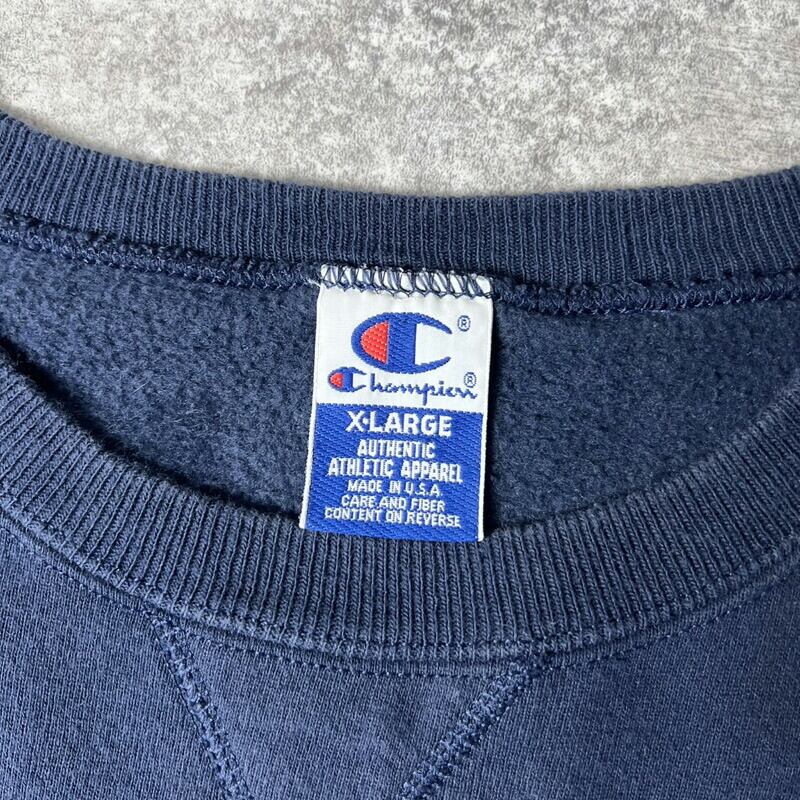 ®
Champion®
X-LARGE
AUTHENTIC
ATHLETIC APPAREL
MADE IN U.S.A
CARE AND FIBER
CONTENT ON REVERSE